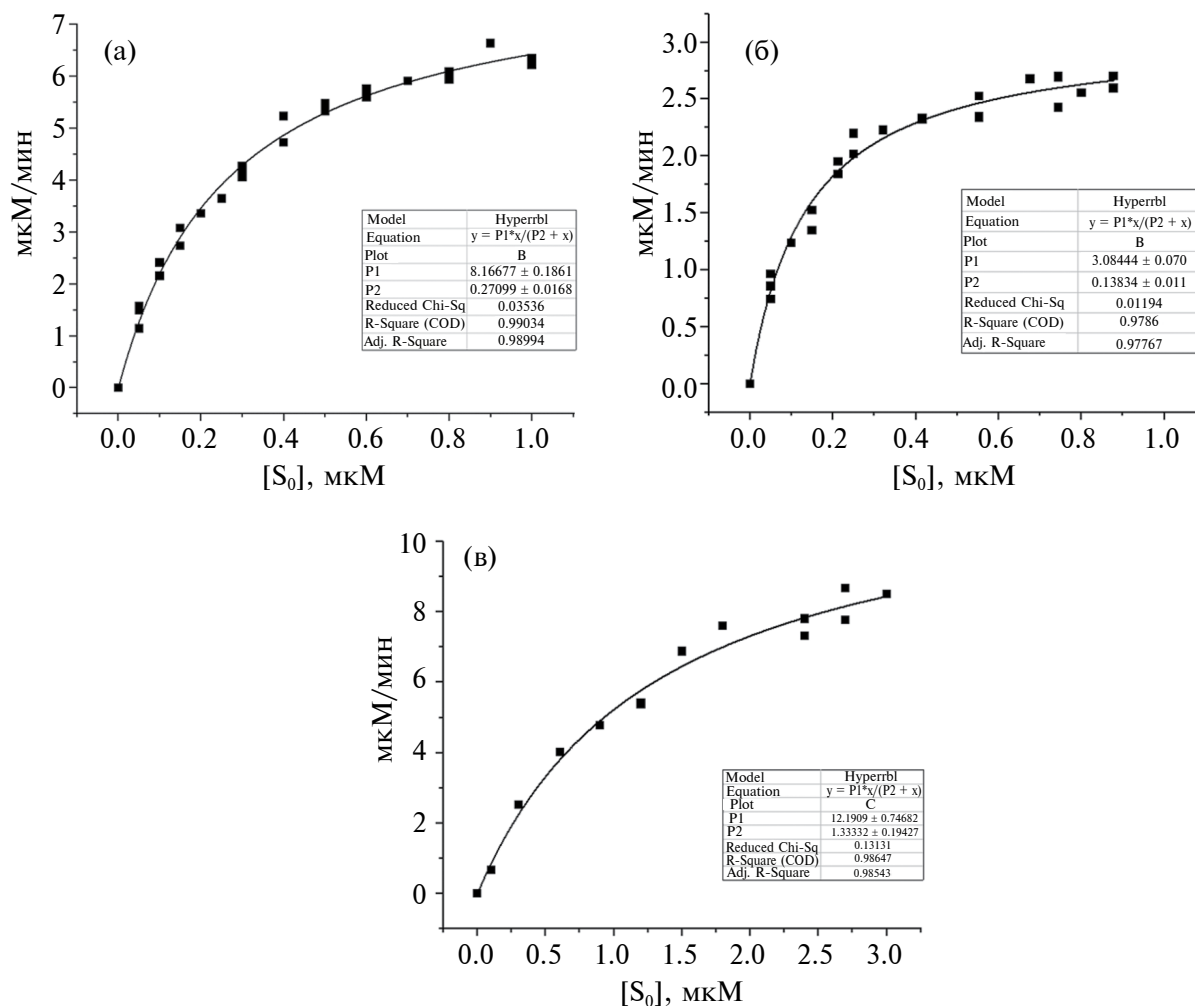 (а)
мкМ/мин
7
6
5
4
3
2
1
0
0.0 0.2 0.4 0.6 0.8 1.0
[S₀], мкМ
Model Hyperrbl
Equation y = P1*x/(P2 + x)
Plot B
P1 8.16677 ± 0.1861
P2 0.27099 ± 0.0168
Reduced Chi-Sq 0.03536
R-Square (COD) 0.99034
Adj. R-Square 0.98994
(б)
мкМ/мин
3.0
2.5
2.0
1.5
1.0
0.5
0.0
0.0 0.2 0.4 0.6 0.8 1.0
[S₀], мкМ
Model Hyperrbl
Equation y = P1*x/(P2 + x)
Plot B
P1 3.08444 ± 0.070
P2 0.13834 ± 0.011
Reduced Chi-Sq 0.01194
R-Square (COD) 0.9786
Adj. R-Square 0.97767
(в)
мкМ/мин
10
8
6
4
2
0
0.0 0.5 1.0 1.5 2.0 2.5 3.0
[S₀], мкМ
Model Hyperrbl
Equation y = P1*x/(P2 + x)
Plot C
P1 12.1909 ± 0.74682
P2 1.33332 ± 0.19427
Reduced Chi-Sq 0.13131
R-Square (COD) 0.98647
Adj. R-Square 0.98543